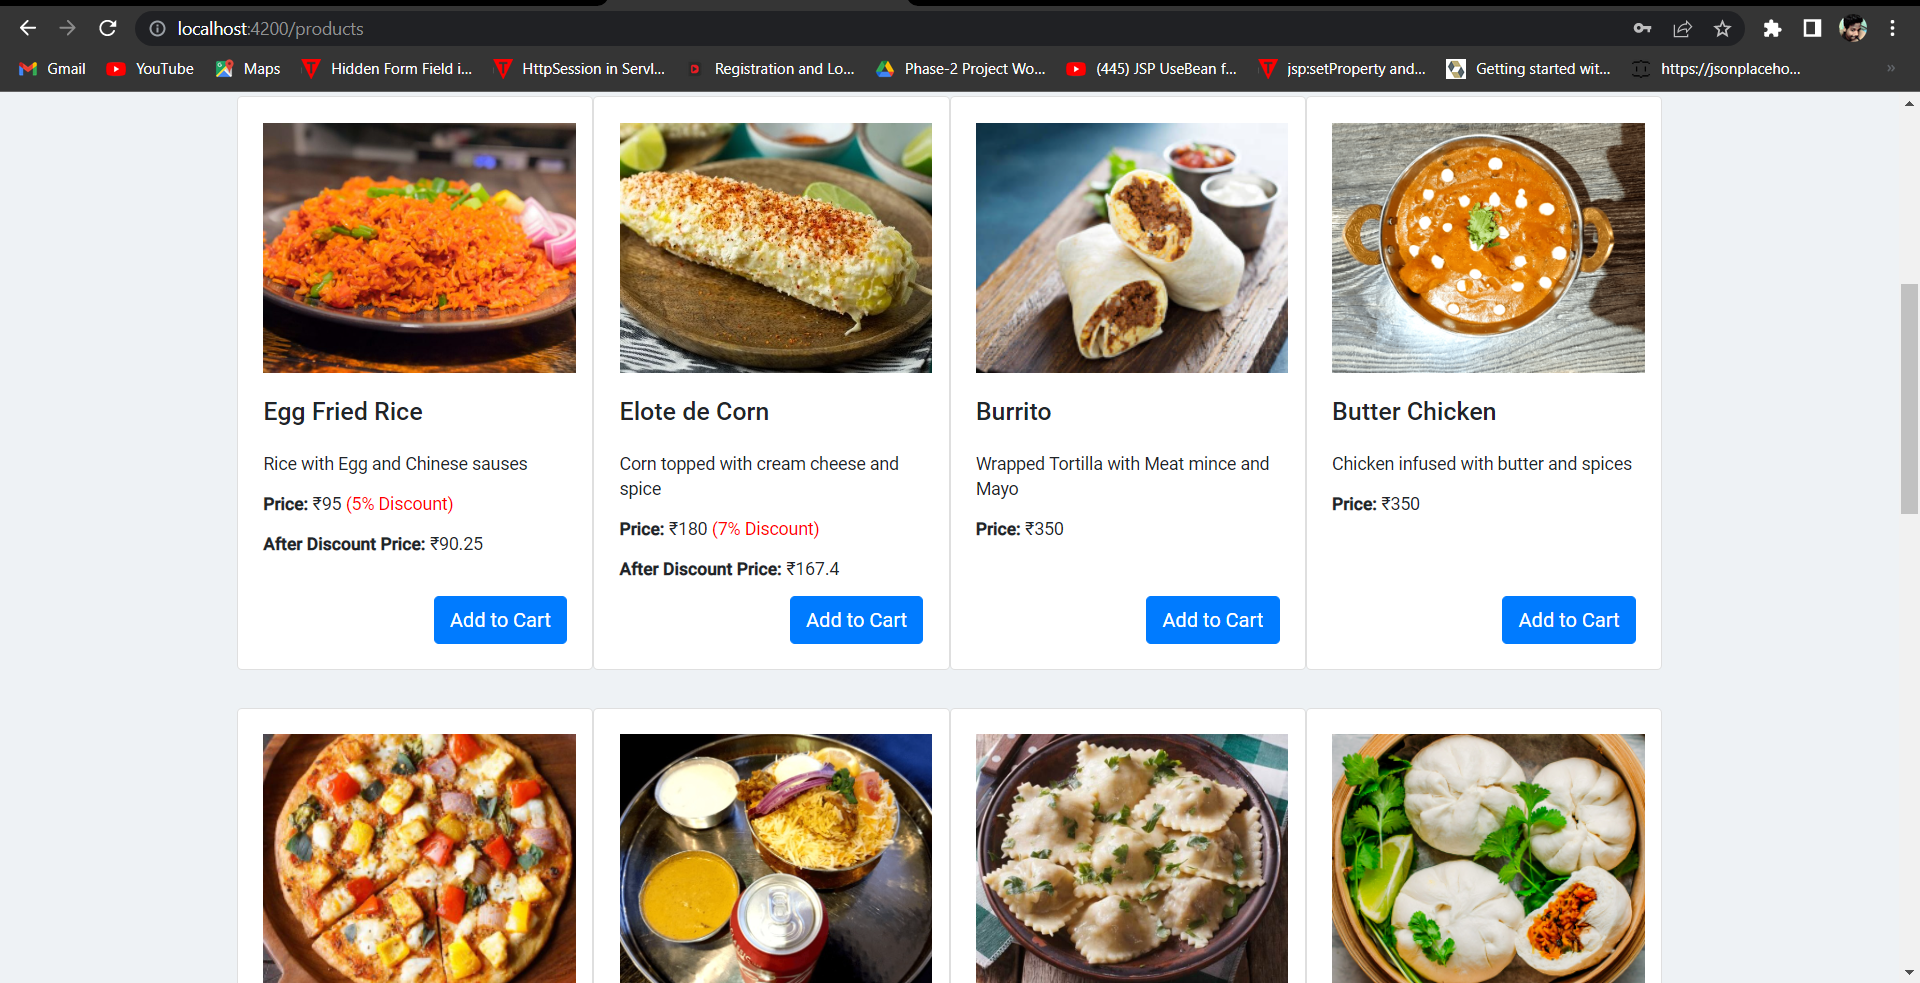 localhost:4200/products
Gmail
YouTube
Maps
Hidden Form Field i...
HttpSession in Servl...
Registration and Lo...
Phase-2 Project Wo...
(445) JSP UseBean f...
jsp:setProperty and...
Getting started wit...
https://jsonplaceho...
»
Egg Fried Rice
Rice with Egg and Chinese sauses
Price: ₹95 (5% Discount)
After Discount Price: ₹90.25
Add to Cart
Elote de Corn
Corn topped with cream cheese and
spice
Price: ₹180 (7% Discount)
After Discount Price: ₹167.4
Add to Cart
Burrito
Wrapped Tortilla with Meat mince and
Mayo
Price: ₹350
Add to Cart
Butter Chicken
Chicken infused with butter and spices
Price: ₹350
Add to Cart